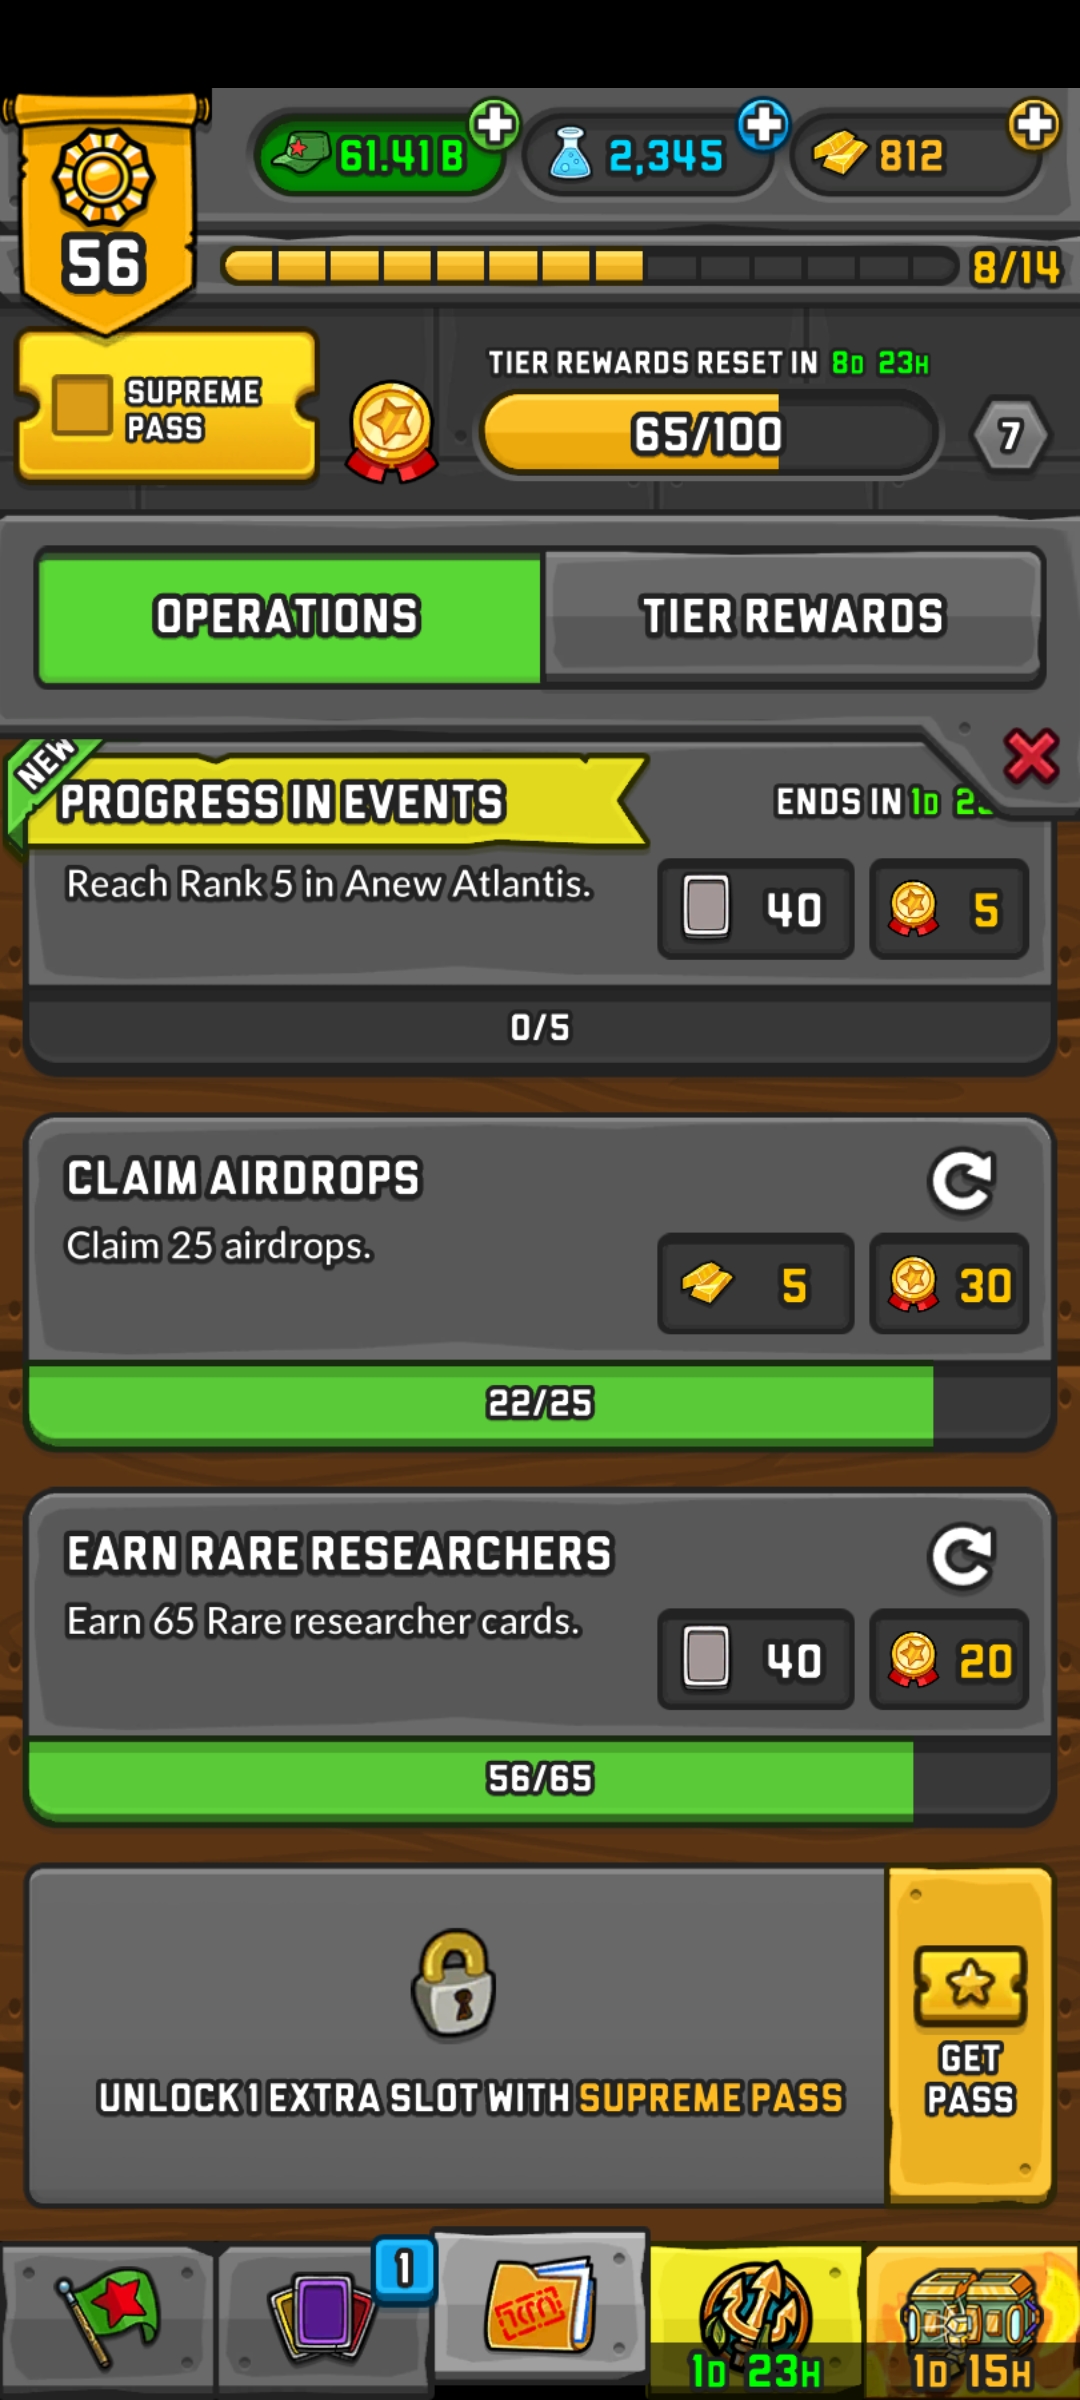 61.41B
2,345
812
56
8/14
SUPREME
PASS
TIER REWARDS RESET IN 8D 23H
65/100
7
OPERATIONS
TIER REWARDS
NEW
PROGRESS IN EVENTS
ENDS IN 1D
Reach Rank 5 in Anew Atlantis.
40
5
0/5
CLAIM AIRDROPS
Claim 25 airdrops.
5
30
22/25
EARN RARE RESEARCHERS
Earn 65 Rare researcher cards.
40
20
56/65
UNLOCK 1 EXTRA SLOT WITH SUPREME PASS
GET
PASS
1
1D 23H
1D 15H